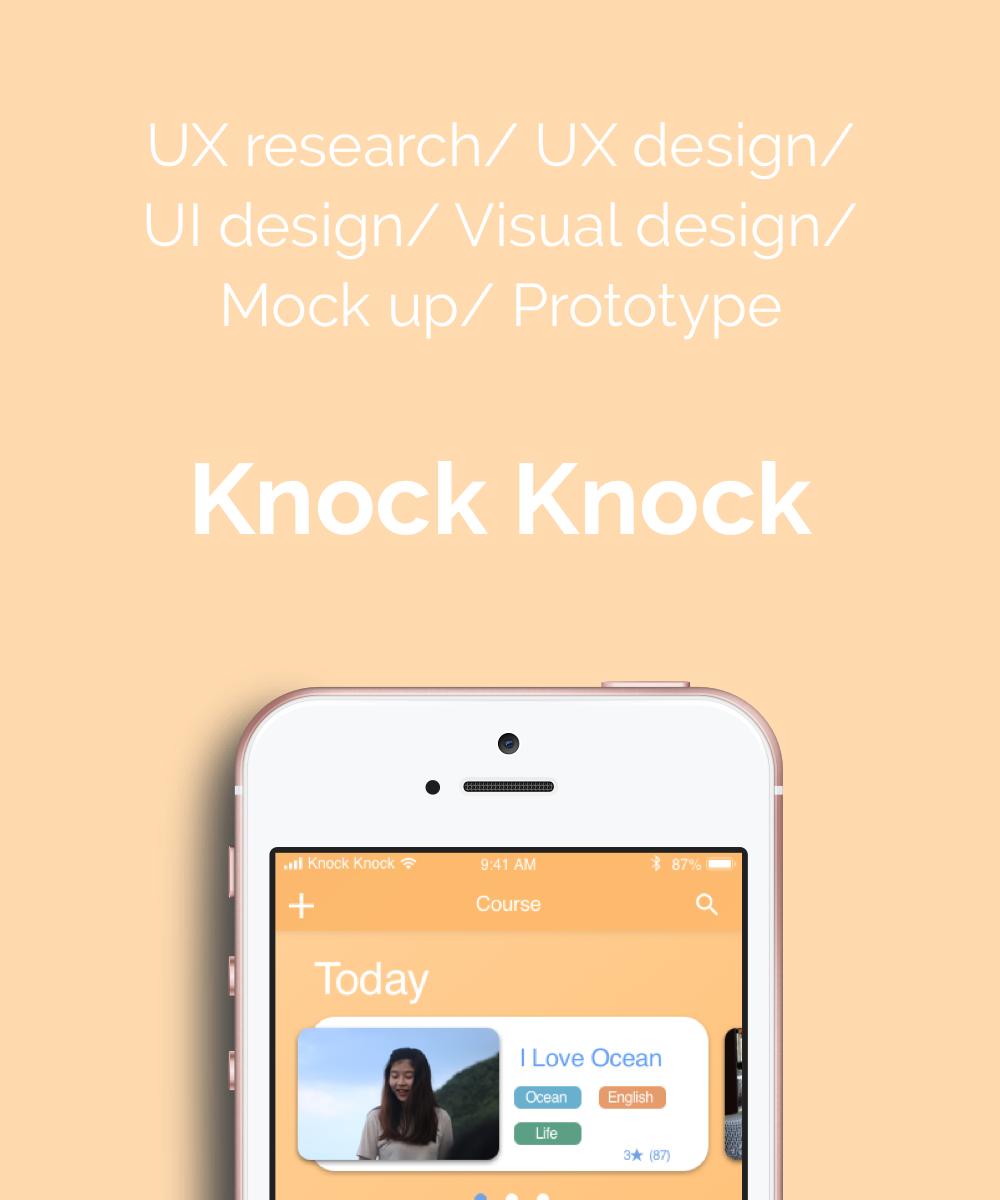 UX research/ UX design/
UI design/ Visual design/
Mock up/ Prototype
Knock Knock
Knock Knock 9:41 AM 87%
Course
Today
I Love Ocean
Ocean English
Life
3★ (87)